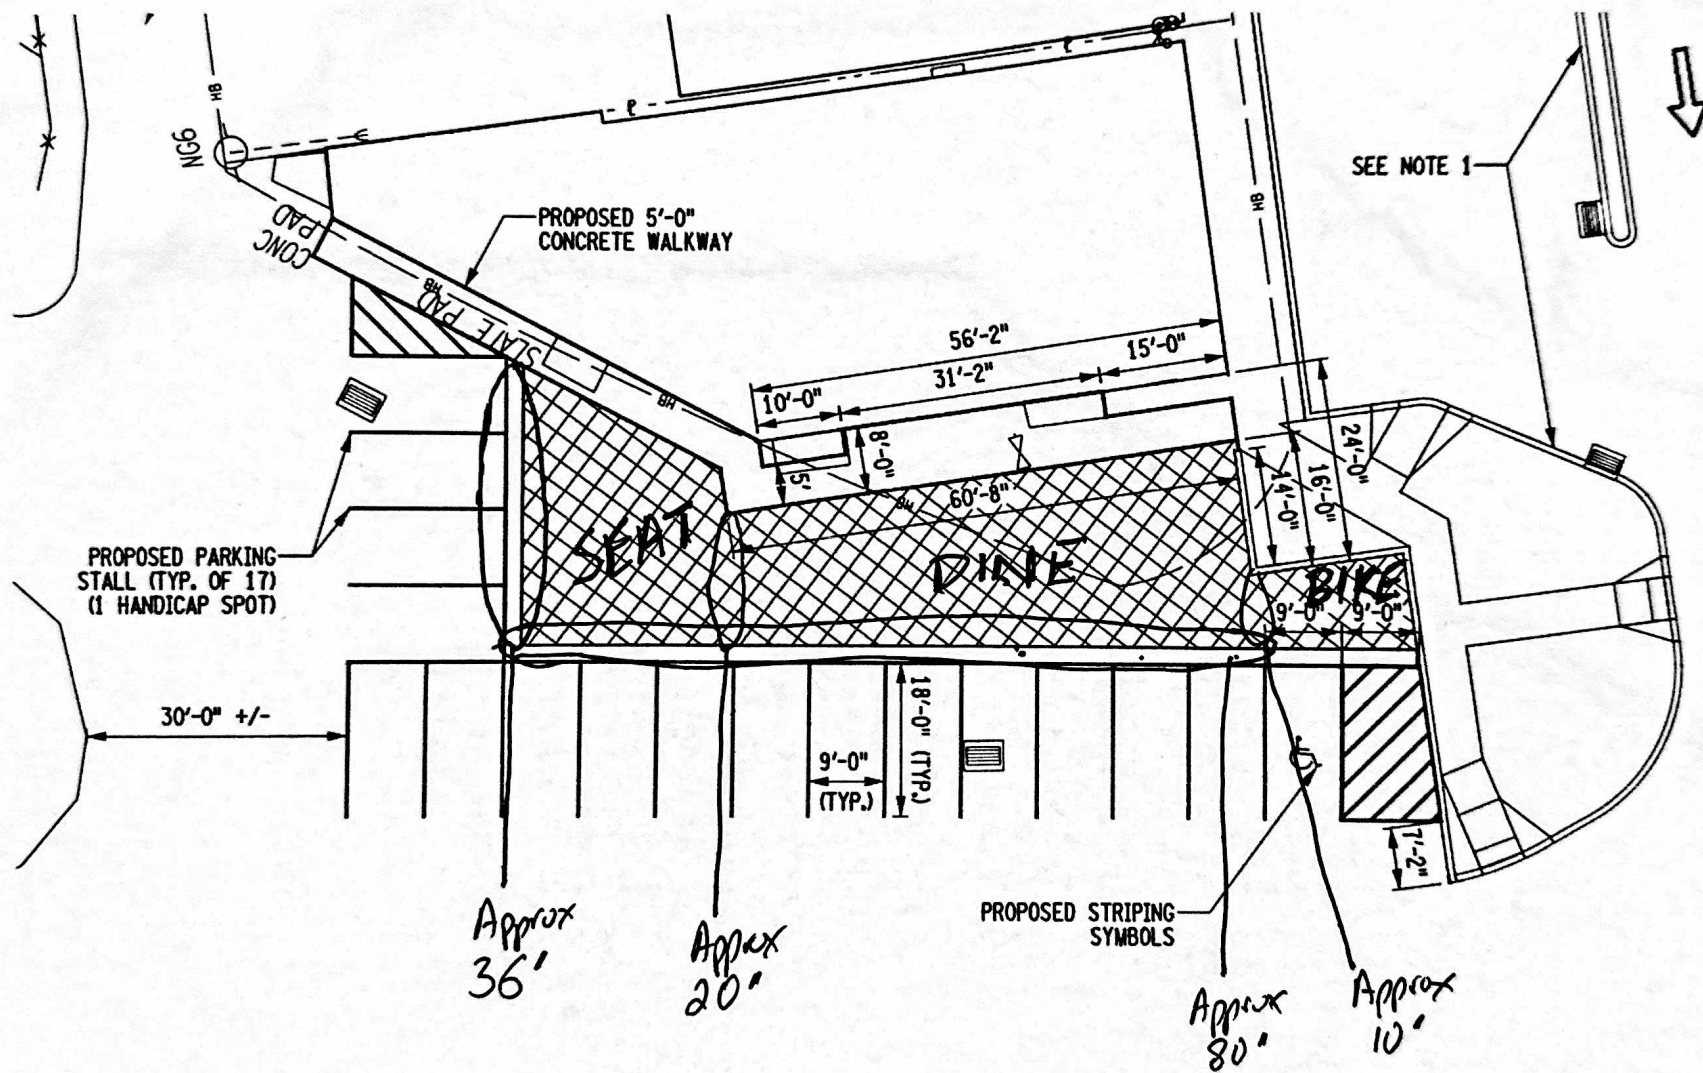 HB
NG6
CONC
PAD
PROPOSED 5'-0"
CONCRETE WALKWAY
SLATE PAD
HB
HB
HB
SEE NOTE 1
56'-2"
31'-2"
15'-0"
10'-0"
8'-0"
5'
60'-8"
HB
24'-0"
16'-0"
14'-0"
SEAT
DINE
BIKE
9'-0"
9'-0"
PROPOSED PARKING
STALL (TYP. OF 17)
(1 HANDICAP SPOT)
30'-0" +/-
18'-0" (TYP.)
9'-0"
(TYP.)
7'-2"
PROPOSED STRIPING
SYMBOLS
Approx
36"
Approx
20"
Approx
80"
Approx
10"